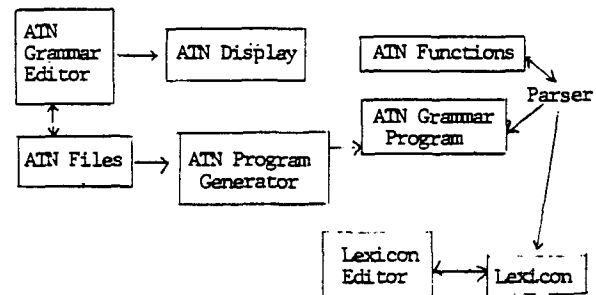 ATN
Grammar
Editor
ATN Display
ATN Functions
Parser
ATN Grammar
Program
ATN Files
ATN Program
Generator
Lexicon
Editor
Lexicon